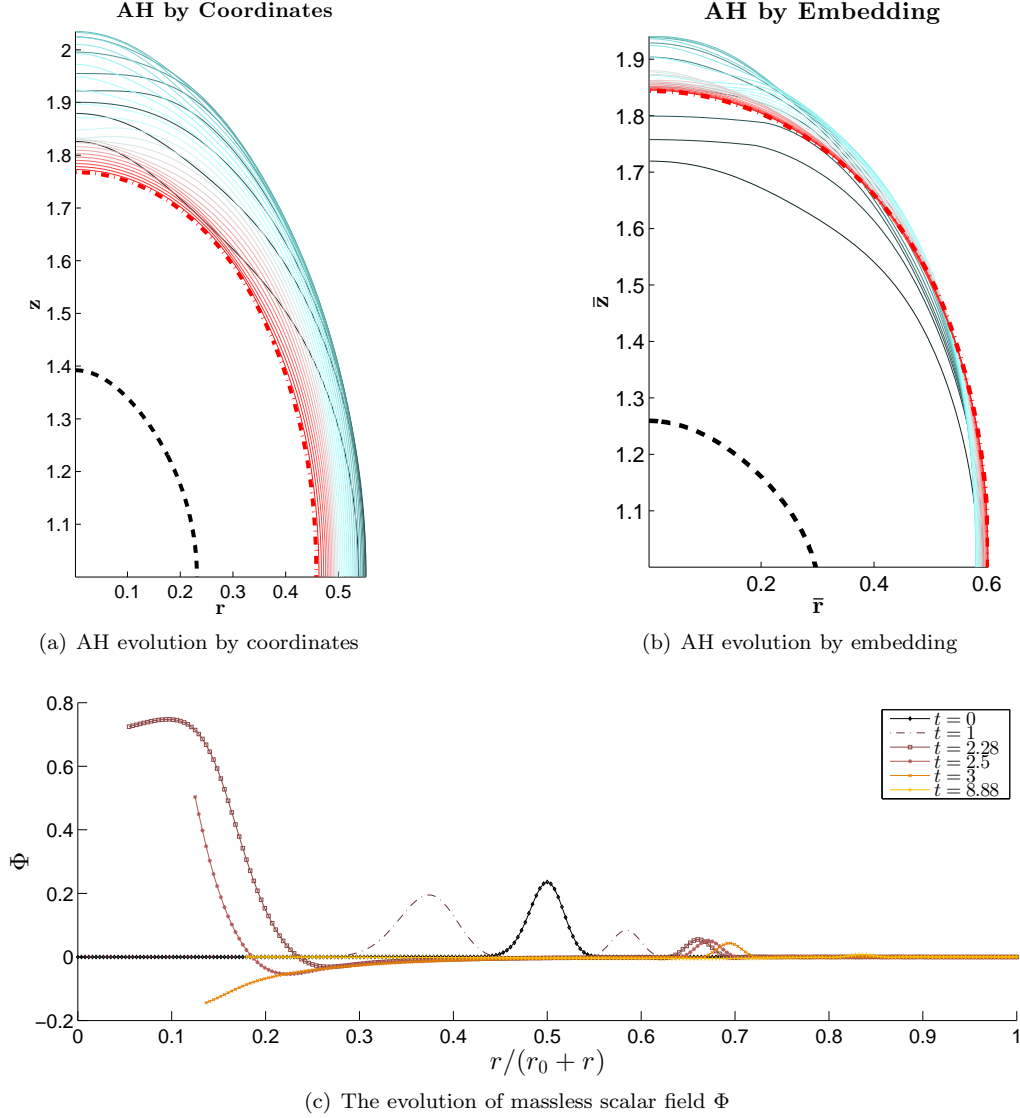 AH by Coordinates
2
1.9
1.8
1.7
1.6
1.5
1.4
1.3
1.2
1.1
z
0.1 0.2 0.3 0.4 0.5
r
(a) AH evolution by coordinates
AH by Embedding
1.9
1.8
1.7
1.6
1.5
1.4
1.3
1.2
1.1
z̄
0.2 0.4 0.6
r̄
(b) AH evolution by embedding
0.8
0.6
0.4
0.2
0
−0.2
Φ
t = 0
t = 1
t = 2.28
t = 2.5
t = 3
t = 8.88
0 0.1 0.2 0.3 0.4 0.5 0.6 0.7 0.8 0.9 1
r/(r₀ + r)
(c) The evolution of massless scalar field Φ